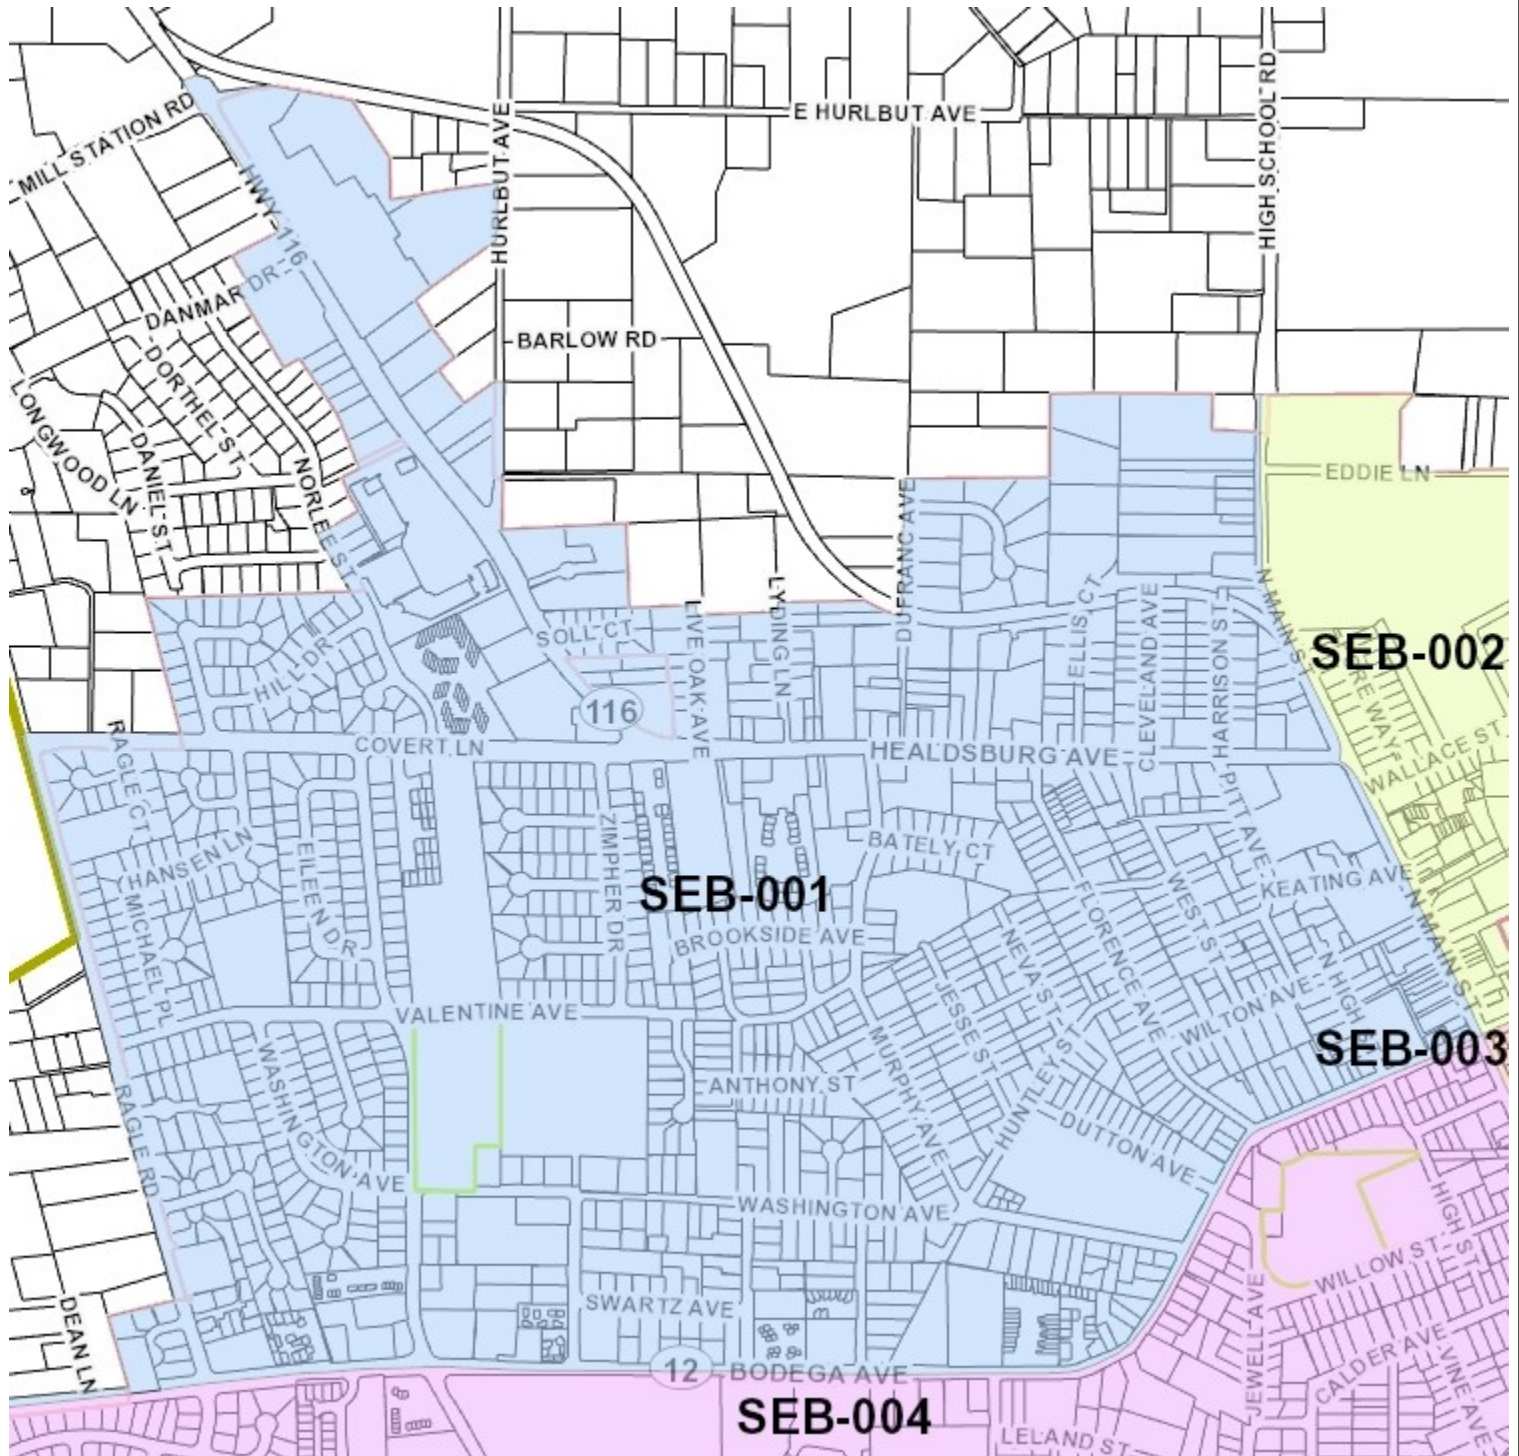 E HURLBUT AVE
HIGH SCHOOL RD
MILL STATION RD
HURLBUT AVE
HWY 116
DANMAR DR
BARLOW RD
DORTHEL ST
LONGWOOD LN
DANIEL ST
NORLEE ST
EDDIE LN
DUFRANC AVE
SOLL CT
LIVE OAK AVE
LYDING LN
ELLIS CT
CLEVELAND AVE
HARRISON ST
N MAIN ST
SEB-002
HILL DR
116
RAGLE CT
COVERT LN
HEALDSBURG AVE
WALLACE ST
PITT AVE
ZIMPHER DR
EILEEN DR
HANSEN LN
BATELY CT
SEB-001
MICHAEL PL
FLORENCE AVE
WEST ST
KEATING AVE
N MAIN ST
BROOKSIDE AVE
NEVA ST
JESSE ST
N HIGH
WILTON AVE
VALENTINE AVE
SEB-003
WASHINGTON AVE
MURPHY AVE
HUNTLEY ST
ANTHONY ST
RAGLE RD
DUTTON AVE
WASHINGTON AVE
HIGH ST
WILLOW ST
JEWELL AVE
DEAN LN
SWARTZ AVE
CALDER AVE
VINE AVE
12
BODEGA AVE
SEB-004
LELAND ST